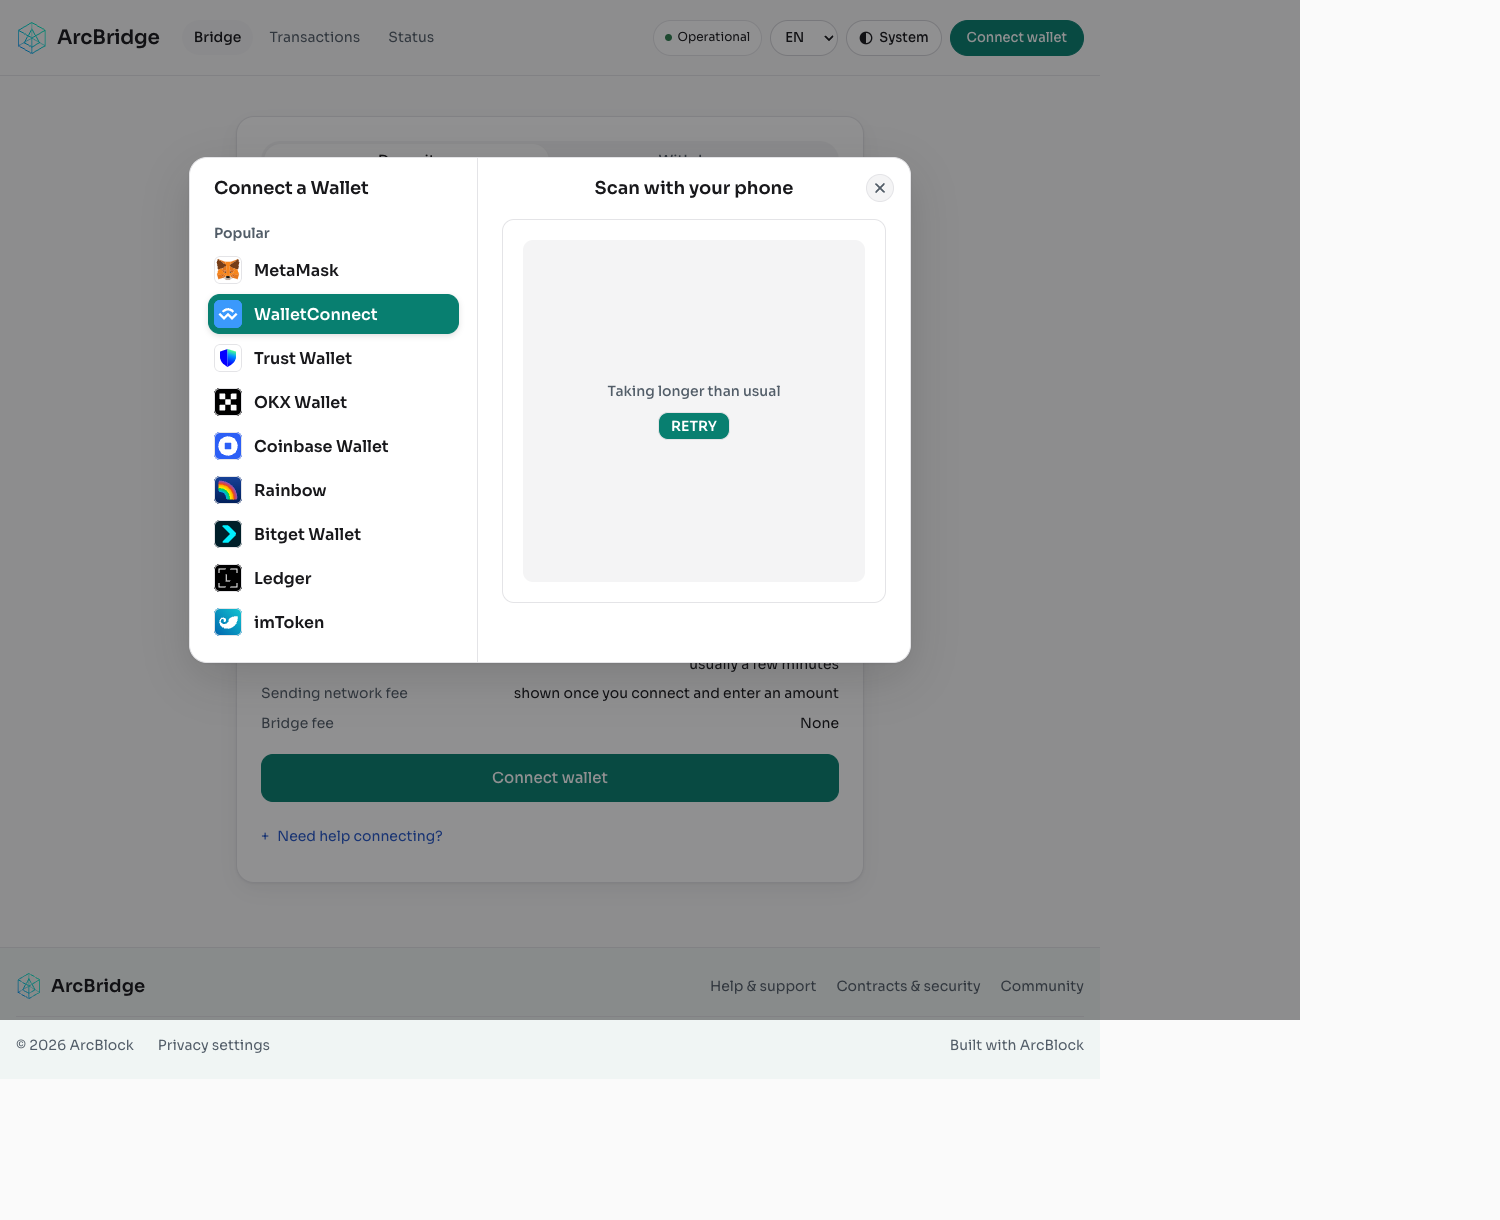 ArcBridge
Bridge
Transactions
Status
Operational
EN
System
Connect wallet
Connect a Wallet
Popular
MetaMask
WalletConnect
Trust Wallet
OKX Wallet
Coinbase Wallet
Rainbow
Bitget Wallet
Ledger
imToken
Scan with your phone
Taking longer than usual
RETRY
usually a few minutes
Sending network fee
shown once you connect and enter an amount
Bridge fee
None
Connect wallet
+ Need help connecting?
ArcBridge
Help & support
Contracts & security
Community
© 2026 ArcBlock
Privacy settings
Built with ArcBlock